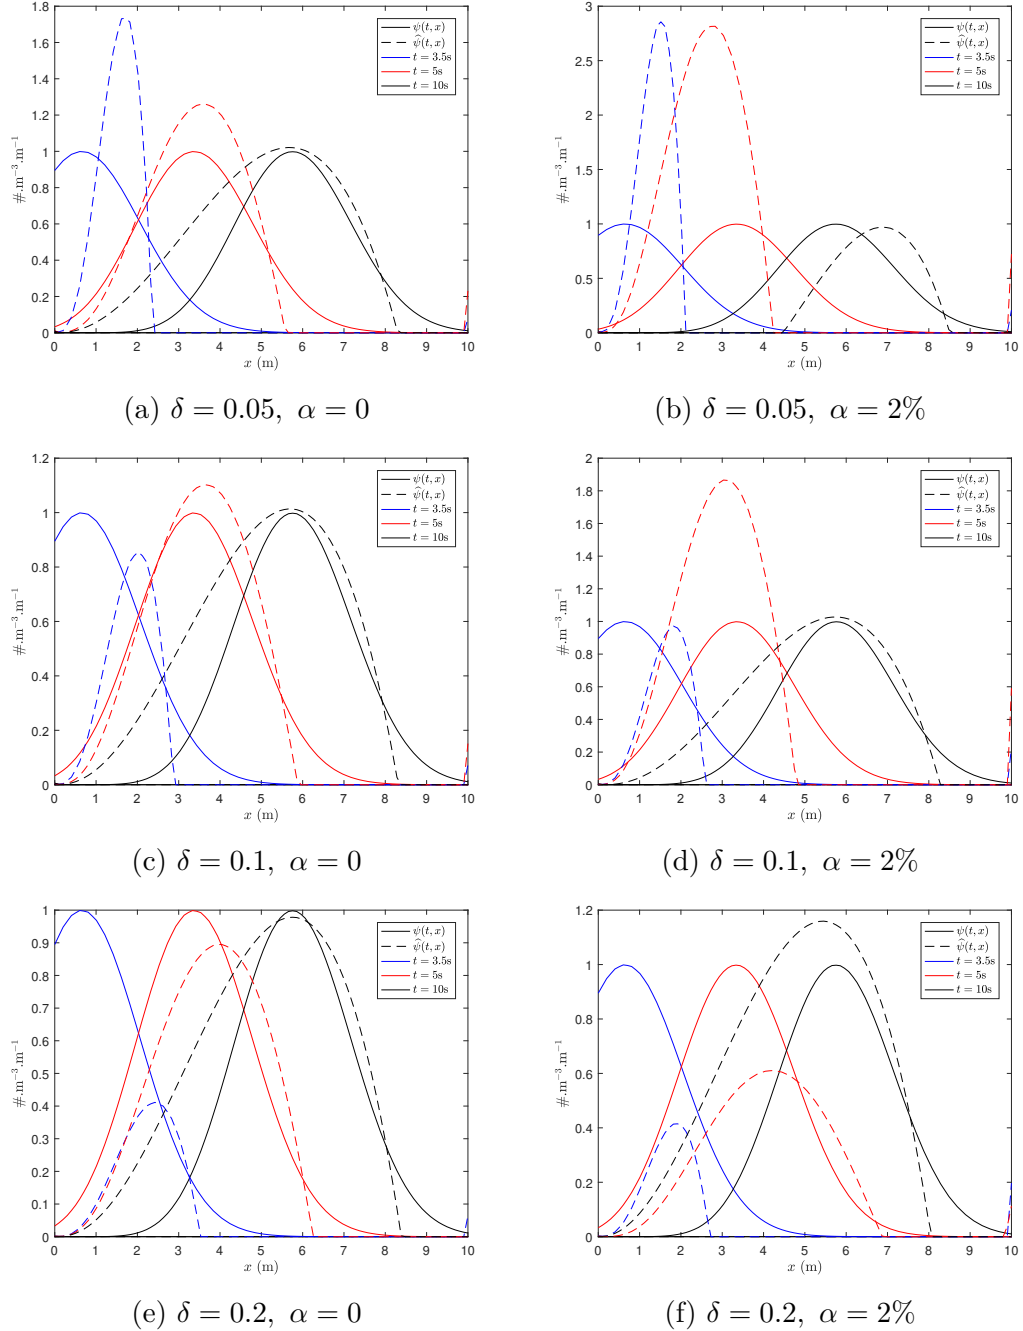 1.8
1.6
1.4
1.2
1
0.8
0.6
0.4
0.2
0
#.m⁻³.m⁻¹
ψ(t, x)
ψ̂(t, x)
t = 3.5s
t = 5s
t = 10s
0 1 2 3 4 5 6 7 8 9 10
x (m)
(a) δ = 0.05, α = 0
3
2.5
2
1.5
1
0.5
0
#.m⁻³.m⁻¹
ψ(t, x)
ψ̂(t, x)
t = 3.5s
t = 5s
t = 10s
0 1 2 3 4 5 6 7 8 9 10
x (m)
(b) δ = 0.05, α = 2%
1.2
1
0.8
0.6
0.4
0.2
0
#.m⁻³.m⁻¹
ψ(t, x)
ψ̂(t, x)
t = 3.5s
t = 5s
t = 10s
0 1 2 3 4 5 6 7 8 9 10
x (m)
(c) δ = 0.1, α = 0
2
1.8
1.6
1.4
1.2
1
0.8
0.6
0.4
0.2
0
#.m⁻³.m⁻¹
ψ(t, x)
ψ̂(t, x)
t = 3.5s
t = 5s
t = 10s
0 1 2 3 4 5 6 7 8 9 10
x (m)
(d) δ = 0.1, α = 2%
1
0.9
0.8
0.7
0.6
0.5
0.4
0.3
0.2
0.1
0
#.m⁻³.m⁻¹
ψ(t, x)
ψ̂(t, x)
t = 3.5s
t = 5s
t = 10s
0 1 2 3 4 5 6 7 8 9 10
x (m)
(e) δ = 0.2, α = 0
1.2
1
0.8
0.6
0.4
0.2
0
#.m⁻³.m⁻¹
ψ(t, x)
ψ̂(t, x)
t = 3.5s
t = 5s
t = 10s
0 1 2 3 4 5 6 7 8 9 10
x (m)
(f) δ = 0.2, α = 2%